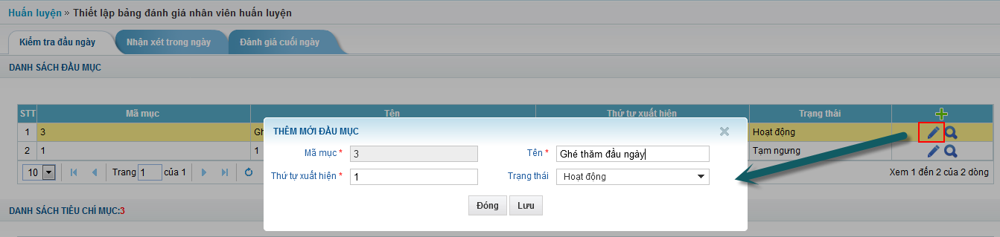 Huấn luyện » Thiết lập bảng đánh giá nhân viên huấn luyện
Kiểm tra đầu ngày Nhận xét trong ngày Đánh giá cuối ngày
DANH SÁCH ĐẦU MỤC
STT Mã mục Tên Thứ tự xuất hiện Trạng thái
1 3 Gh Hoạt động
2 1 1 Tạm ngưng
10 Trang 1 của 1 Xem 1 đến 2 của 2 dòng
THÊM MỚI ĐẦU MỤC
Mã mục * 3 Tên * Ghé thăm đầu ngày
Thứ tự xuất hiện * 1 Trạng thái Hoạt động
Đóng Lưu
DANH SÁCH TIÊU CHÍ MỤC:3